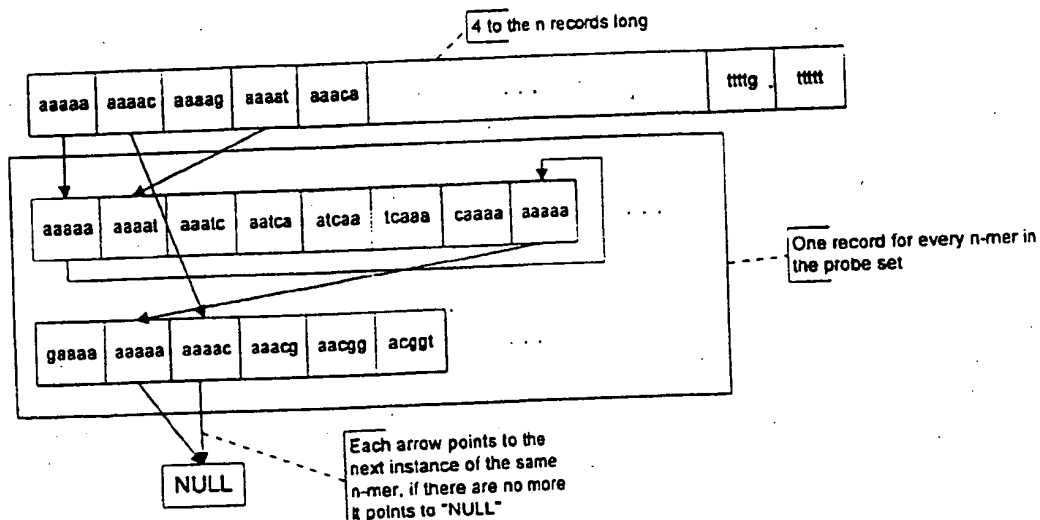 4 to the n records long
aaaaa aaaac aaaag aaaat aaaca . . . ttttg ttttt
aaaaa aaaat aaatc aatca atcaa tcaaa caaaa aaaaa . . .
One record for every n-mer in
the probe set
gaaaa aaaaa aaaac aaacg aacgg acggt . . .
Each arrow points to the
next instance of the same
n-mer, if there are no more
it points to "NULL"
NULL